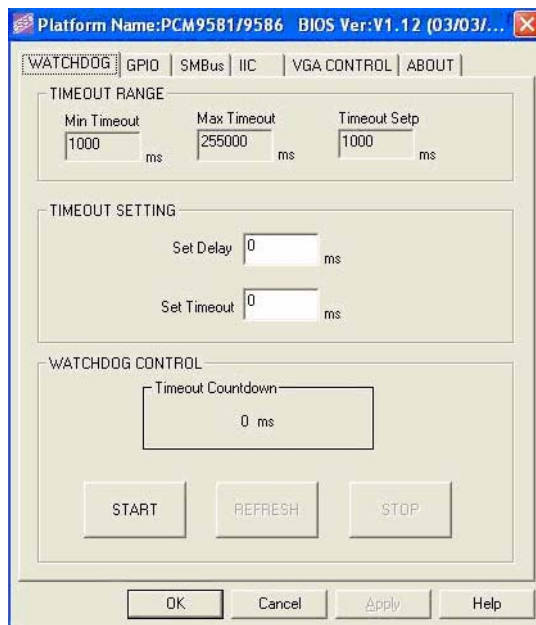 Platform Name:PCM9581/9586 BIOS Ver:V1.12 (03/03/...
WATCHDOG GPIO SMBus IIC VGA CONTROL ABOUT
TIMEOUT RANGE
Min Timeout Max Timeout Timeout Setp
1000 ms 255000 ms 1000 ms
TIMEOUT SETTING
Set Delay 0 ms
Set Timeout 0 ms
WATCHDOG CONTROL
Timeout Countdown
0 ms
START REFRESH STOP
OK Cancel Apply Help